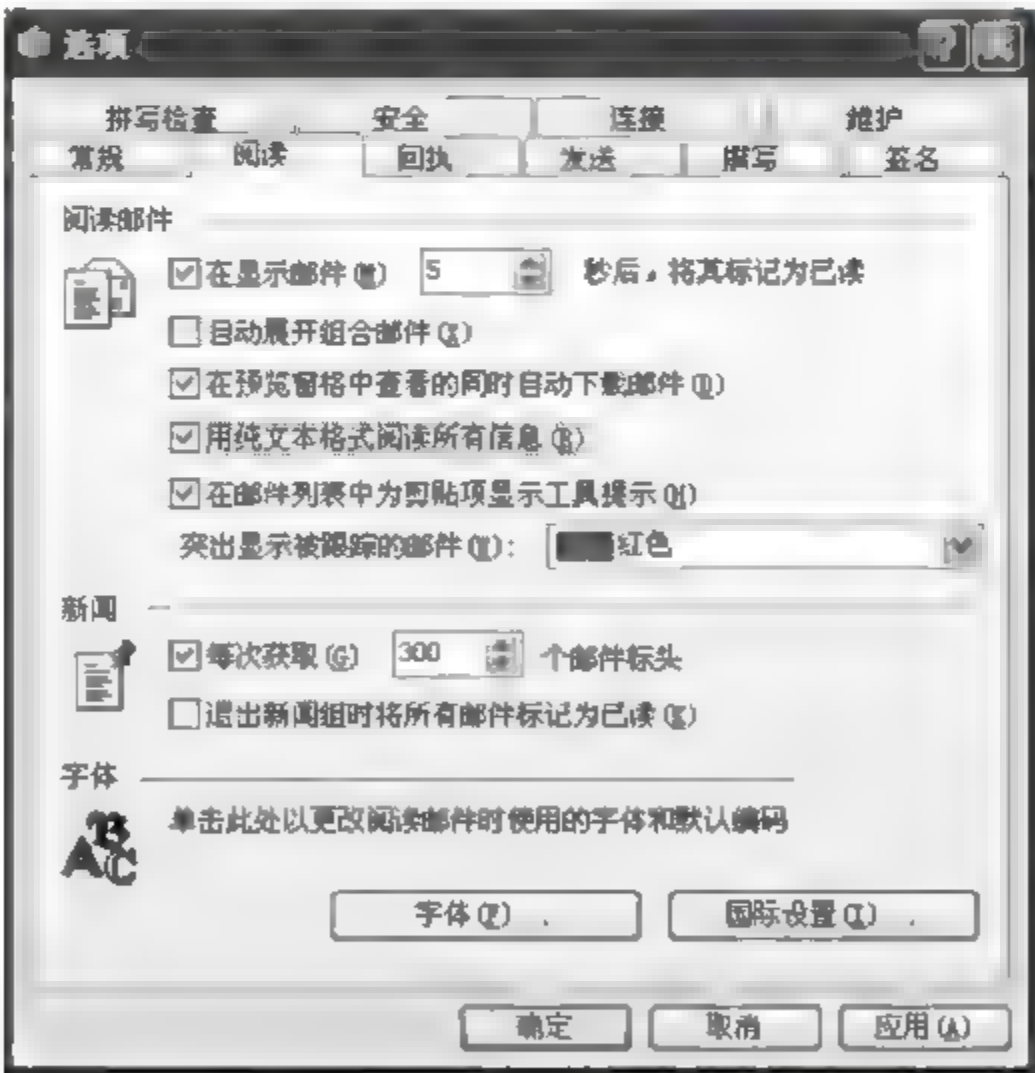 选项
拼写检查 安全 连接 维护
常规 阅读 回执 发送 撰写 签名
阅读邮件
在显示邮件(M) 5 秒后，将其标记为已读
自动展开组合邮件(X)
在预览窗格中查看的同时自动下载邮件(D)
用纯文本格式阅读所有信息(R)
在邮件列表中为剪贴项显示工具提示(H)
突出显示被跟踪的邮件(W): 红色
新闻
每次获取(G) 300 个邮件标头
退出新闻组时将所有邮件标记为已读(K)
字体
单击此处以更改阅读邮件时使用的字体和默认编码
字体(F)...
国际设置(I)...
确定 取消 应用(A)